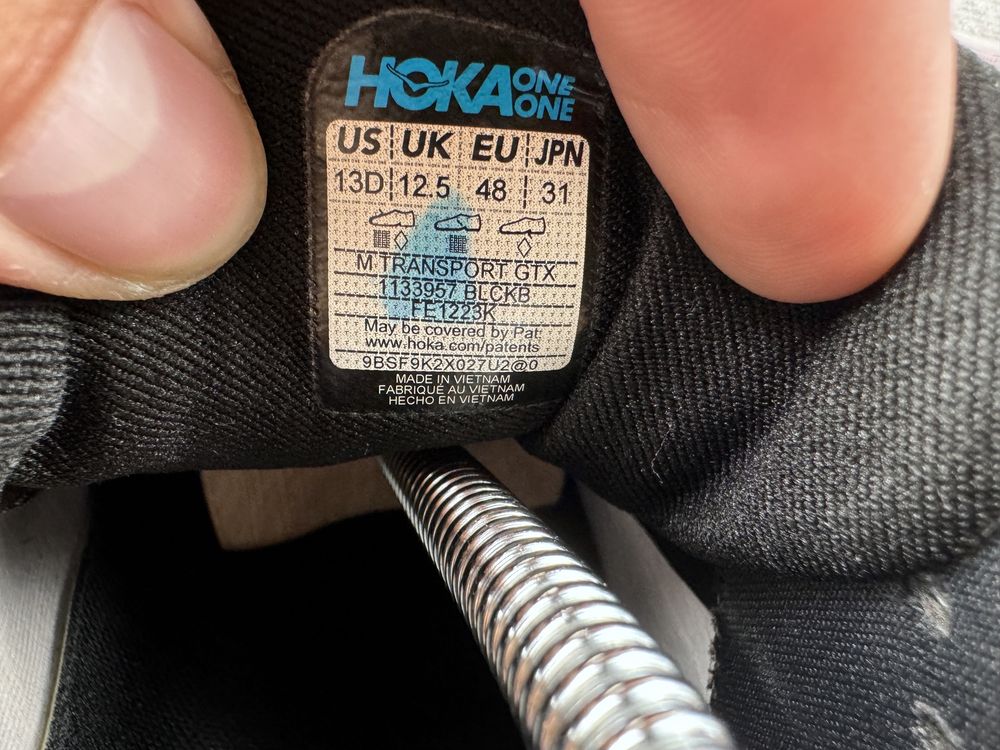 HOKA ONE ONE
US UK EU JPN
13D 12.5 48 31
M TRANSPORT GTX
1133957 BLCKB
FE1223K
May be covered by Pat:
www.hoka.com/patents
9BSF9K2X027U2@0
MADE IN VIETNAM
FABRIQUÉ AU VIETNAM
HECHO EN VIETNAM